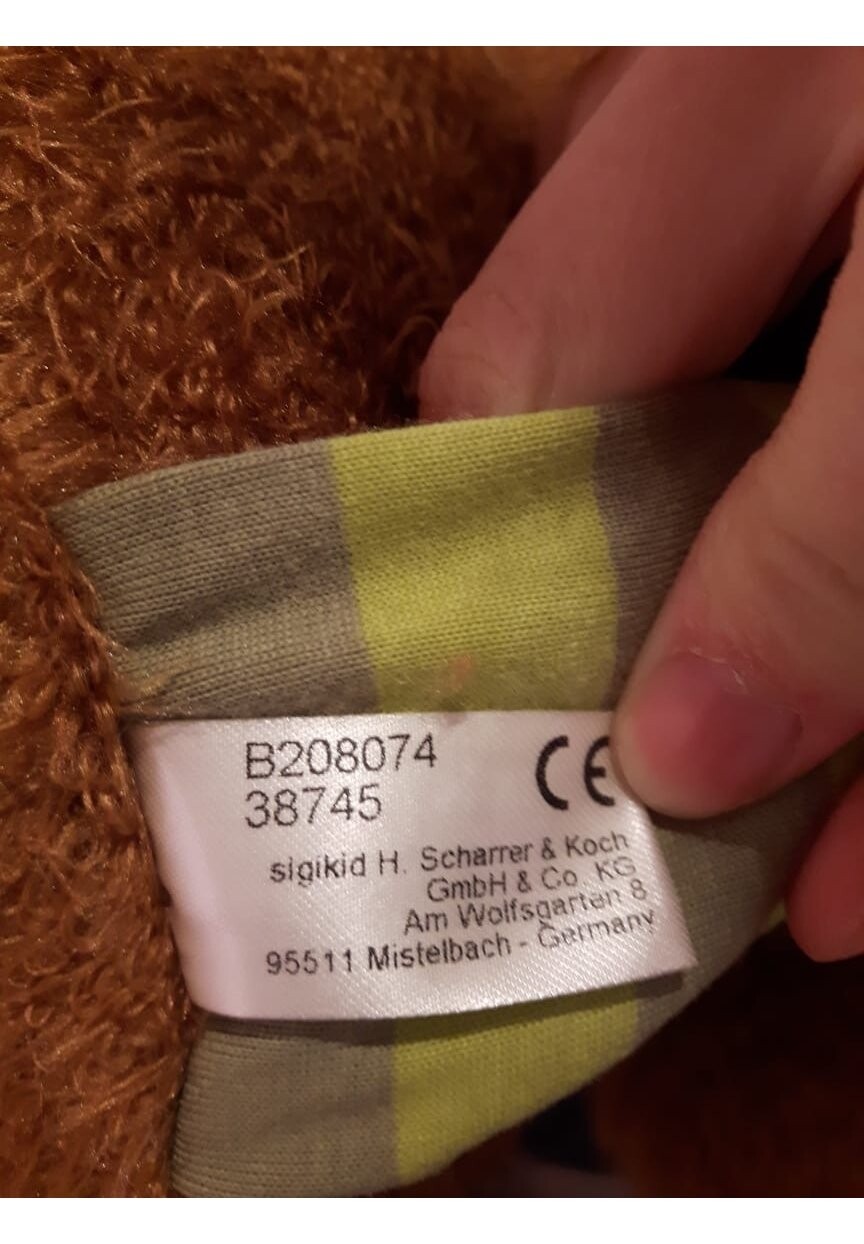 B208074
38745
CE
sigikid H. Scharrer & Koch
GmbH & Co. KG
Am Wolfsgarten 8
95511 Mistelbach - Germany